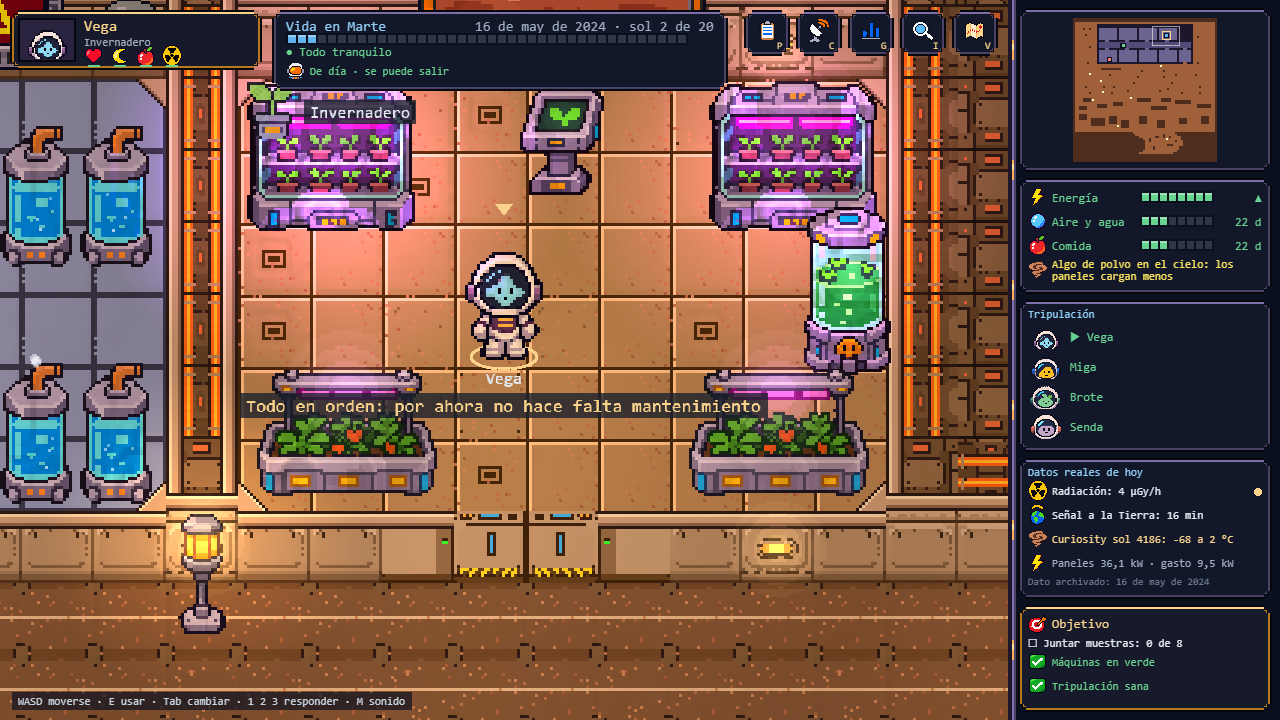 Vega
Invernadero
Vida en Marte
16 de may de 2024 · sol 2 de 20
Todo tranquilo
De día · se puede salir
P
C
G
I
V
Invernadero
Vega
Todo en orden: por ahora no hace falta mantenimiento
WASD moverse · E usar · Tab cambiar · 1 2 3 responder · M sonido
Energía
Aire y agua 22 d
Comida 22 d
Algo de polvo en el cielo: los
paneles cargan menos
Tripulación
Vega
Miga
Brote
Senda
Datos reales de hoy
Radiación: 4 µGy/h
Señal a la Tierra: 16 min
Curiosity sol 4186: -68 a 2 ºC
Paneles 36,1 kW · gasto 9,5 kW
Dato archivado: 16 de may de 2024
Objetivo
Juntar muestras: 0 de 8
Máquinas en verde
Tripulación sana